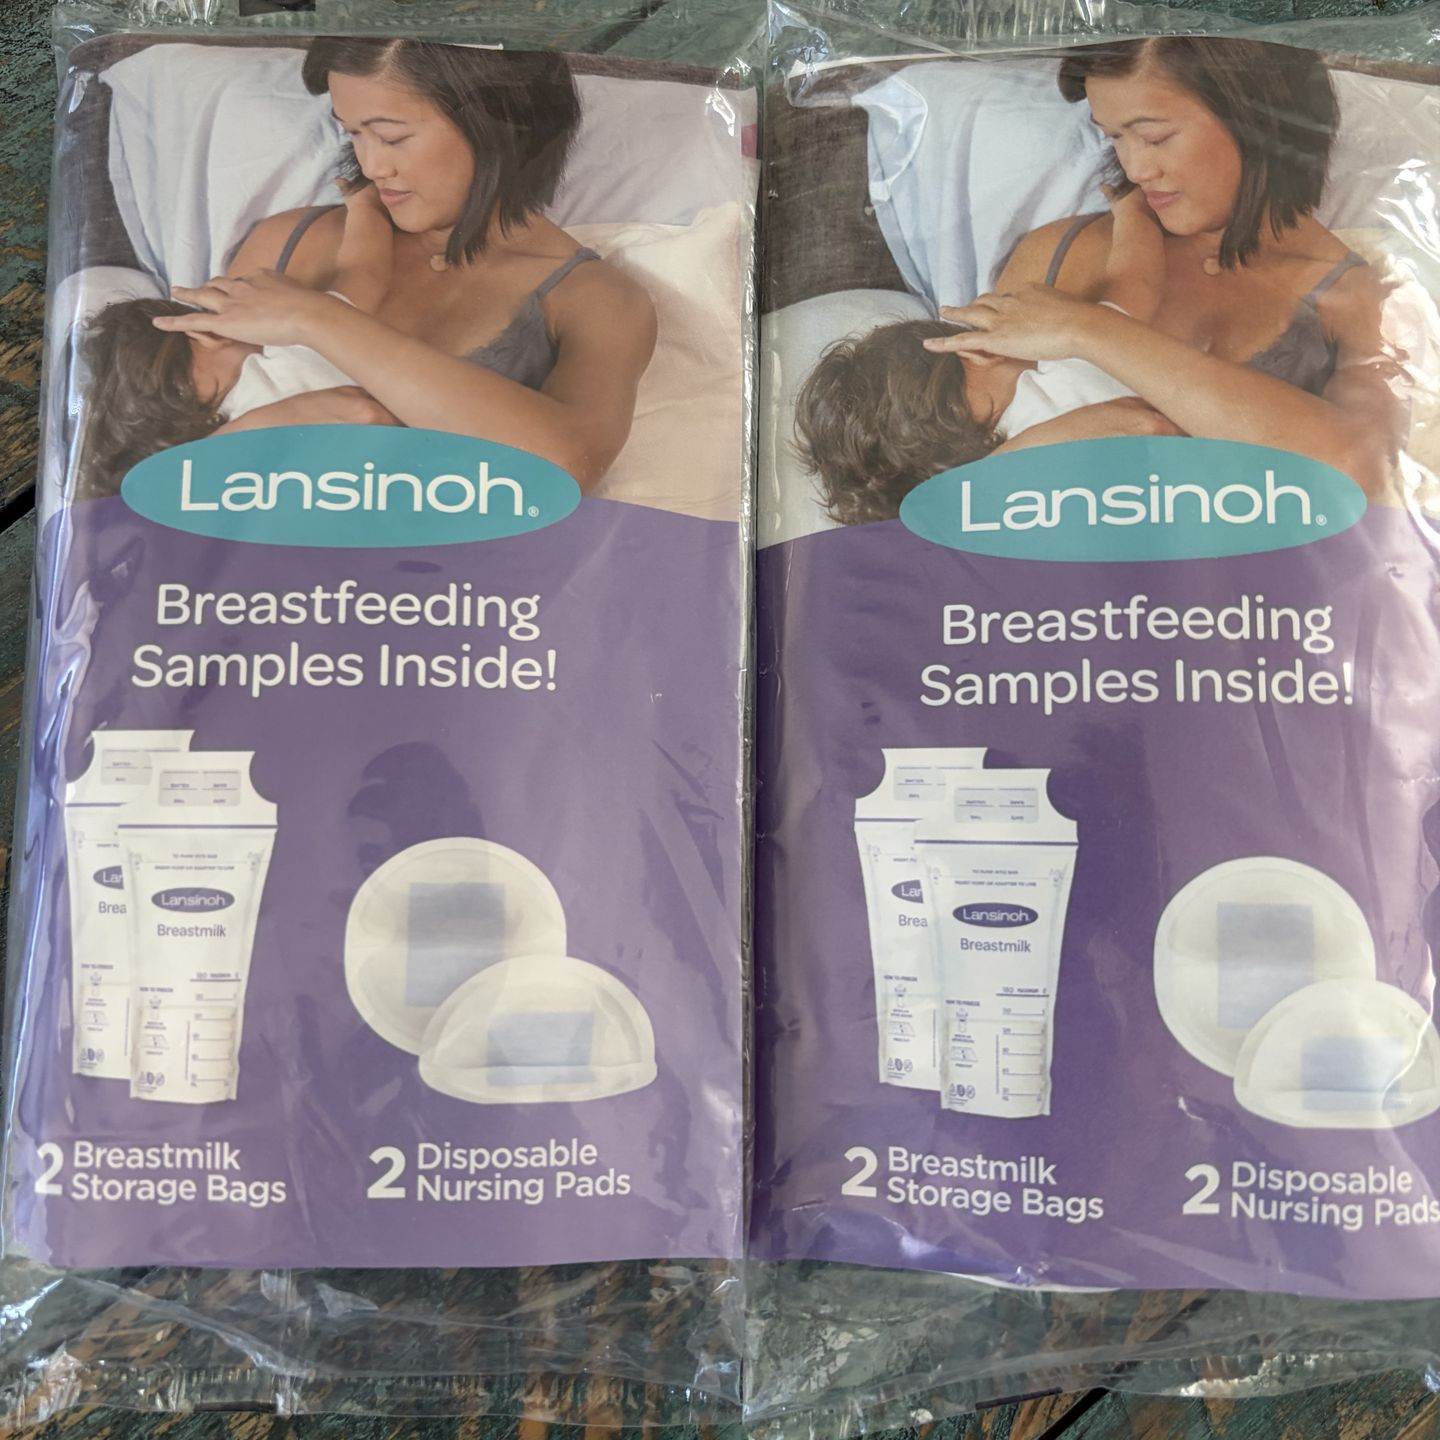 Lansinoh®
Breastfeeding
Samples Inside!
Lansinoh
Breastmilk
2 Breastmilk
Storage Bags
2 Disposable
Nursing Pads
Lansinoh®
Breastfeeding
Samples Inside!
Lansinoh
Breastmilk
2 Breastmilk
Storage Bags
2 Disposable
Nursing Pads